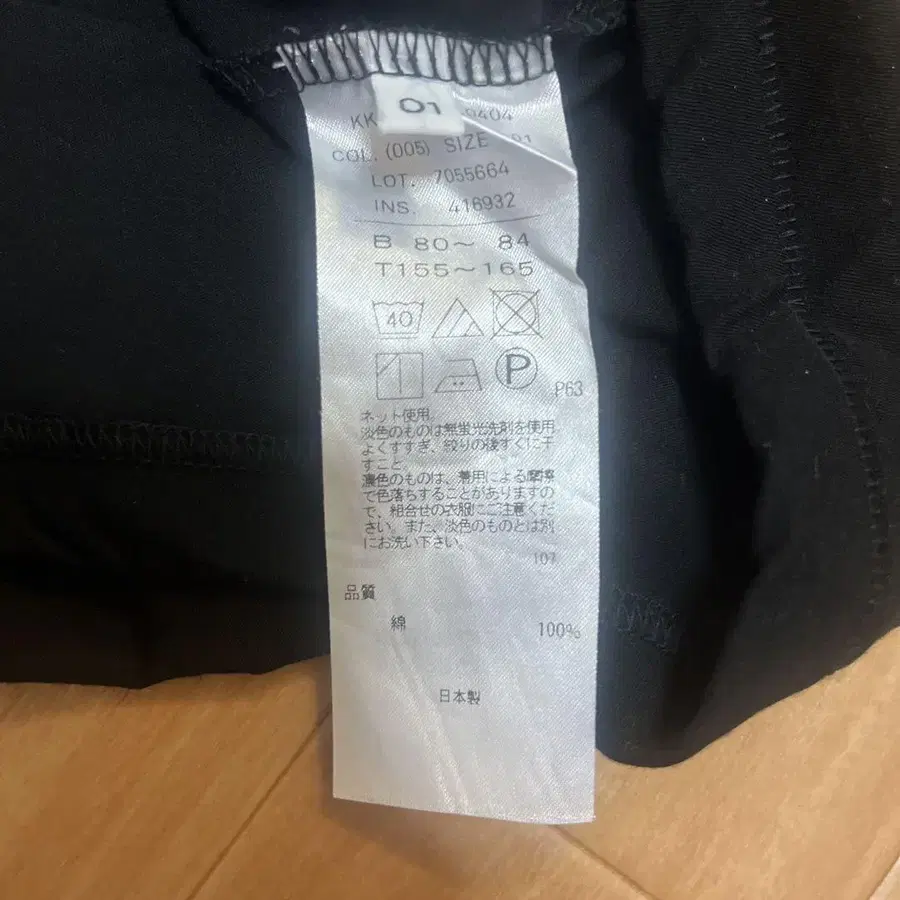 01
KK 9404
COL. (005) SIZE 01
LOT. 7055664
INS. 416932
B 80～ 84
T155～165
40
P
P63
ネット使用。
淡色のものは無蛍光洗剤を使用
よくすすぎ、絞りの後すぐに干
すこと。
濃色のものは、着用による摩擦
で色落ちすることがありますの
で、組合せの衣服にご注意くだ
さい。また、淡色のものとは別
にお洗い下さい。
107
品質
綿 100%
日本製